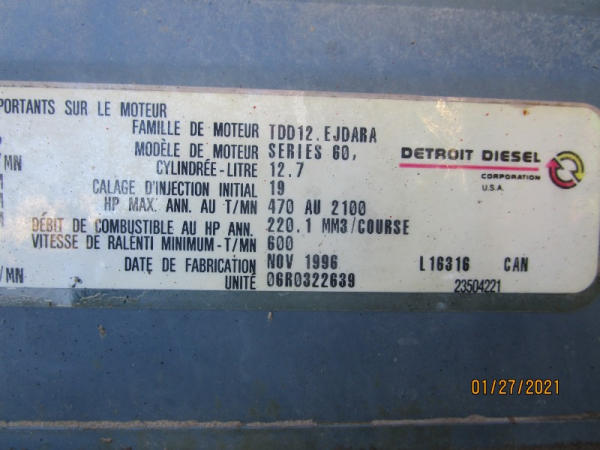 PORTANTS SUR LE MOTEUR
FAMILLE DE MOTEUR TDD12.EJDARA
MODÈLE DE MOTEUR SERIES 60,
/MN CYLINDRÉE-LITRE 12.7
CALAGE D'INJECTION INITIAL 19
HP MAX. ANN. AU T/MN 470 AU 2100
DÉBIT DE COMBUSTIBLE AU HP ANN. 220.1 MM3/COURSE
VITESSE DE RALENTI MINIMUM-T/MN 600
DATE DE FABRICATION NOV 1996 L16316 CAN
/MN UNITÉ 06R0322639 23504221
DETROIT DIESEL
CORPORATION
U.S.A.
01/27/2021